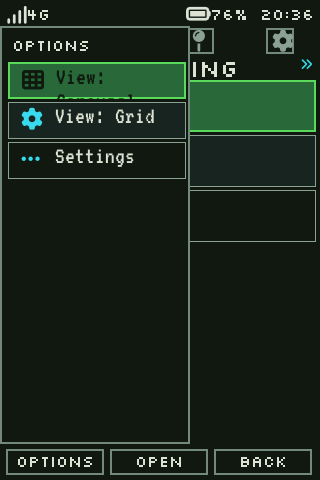 4G 76% 20:36
OPTIONS
ING »
View:
View: Grid
Settings
OPTIONS OPEN BACK